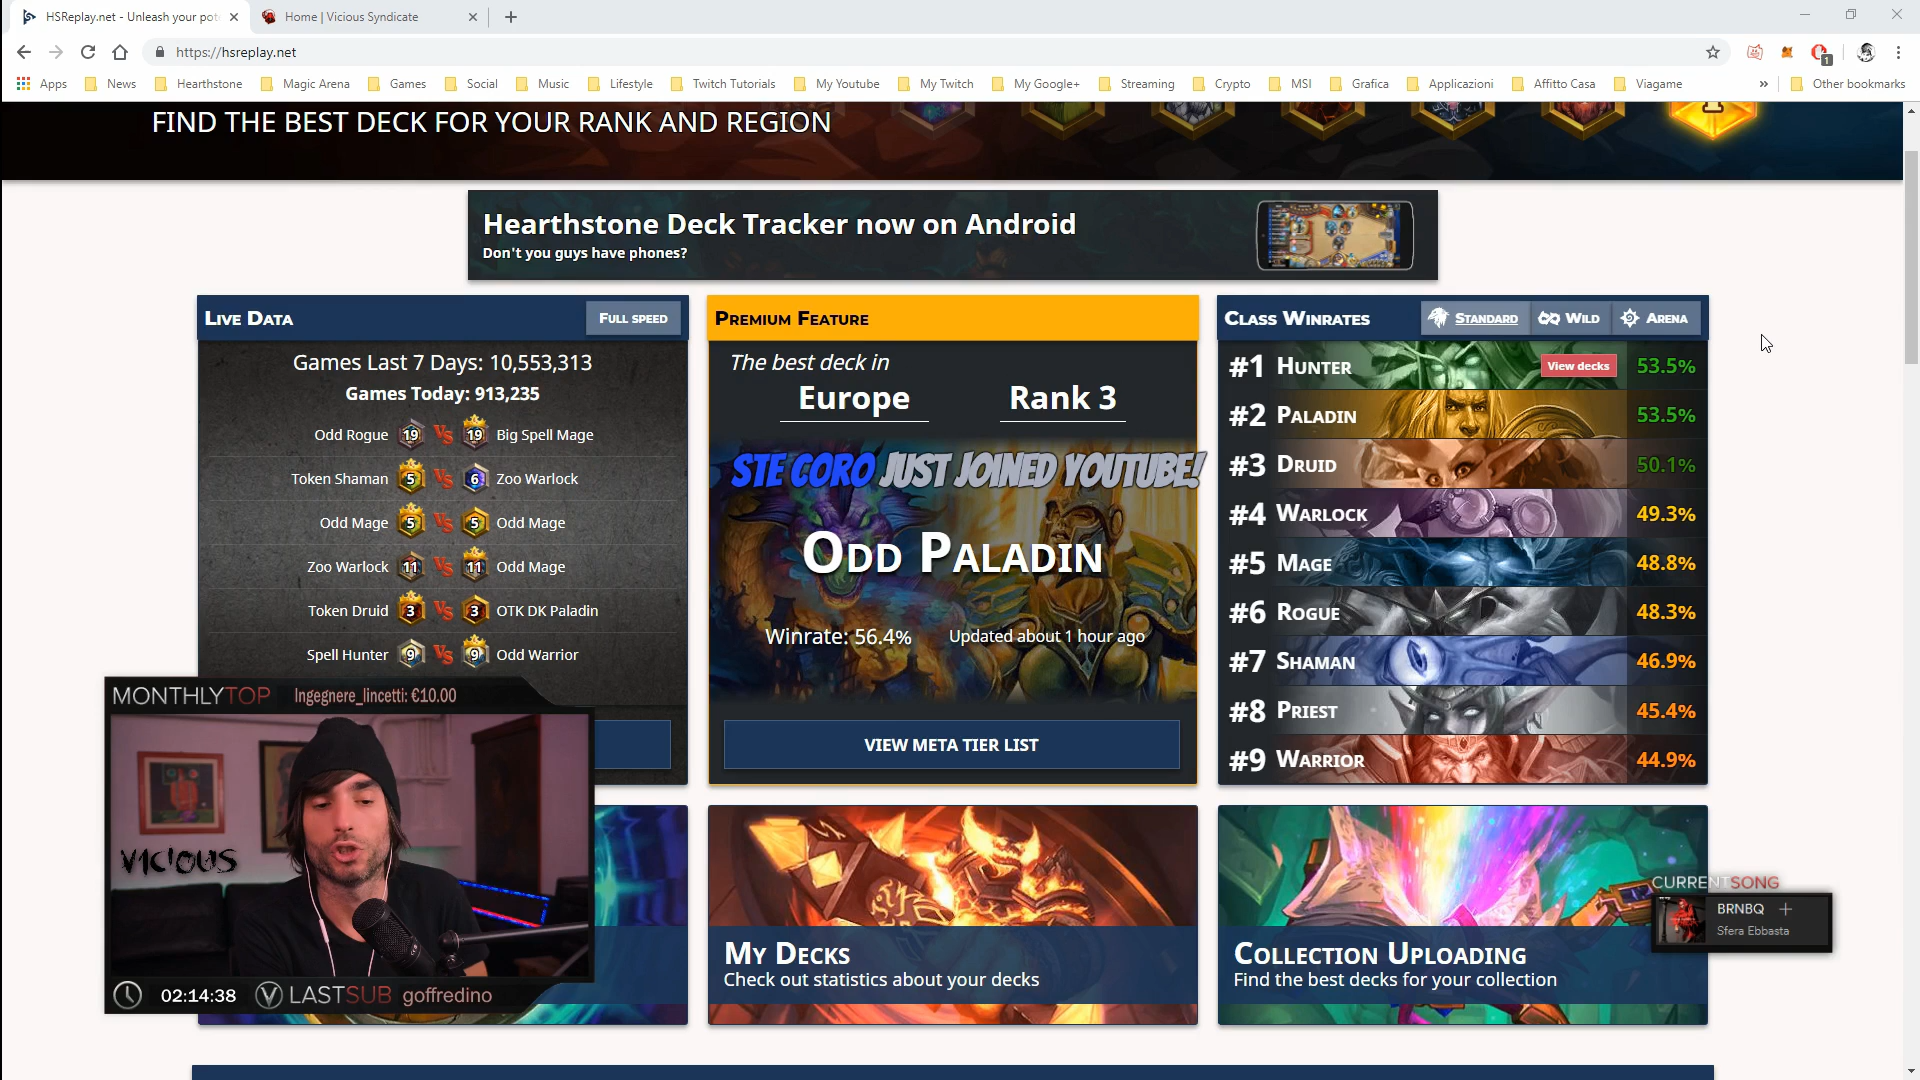 HSReplay.net - Unleash your pot
Home | Vicious Syndicate
https://hsreplay.net
1
Apps
News
Hearthstone
Magic Arena
Games
Social
Music
Lifestyle
Twitch Tutorials
My Youtube
My Twitch
My Google+
Streaming
Crypto
MSI
Grafica
Applicazioni
Affitto Casa
Viagame
»
Other bookmarks
FIND THE BEST DECK FOR YOUR RANK AND REGION
Hearthstone Deck Tracker now on Android
Don't you guys have phones?
LIVE DATA
FULL SPEED
Games Last 7 Days: 10,553,313
Games Today: 913,235
Odd Rogue 19 VS 19 Big Spell Mage
Token Shaman 5 VS 6 Zoo Warlock
Odd Mage 5 VS 5 Odd Mage
Zoo Warlock 11 VS 11 Odd Mage
Token Druid 3 VS 3 OTK DK Paladin
Spell Hunter 9 VS 9 Odd Warrior
PREMIUM FEATURE
The best deck in
Europe Rank 3
STE CORO JUST JOINED YOUTUBE!
ODD PALADIN
Winrate: 56.4% Updated about 1 hour ago
VIEW META TIER LIST
CLASS WINRATES
STANDARD
WILD
ARENA
#1 HUNTER View decks 53.5%
#2 PALADIN 53.5%
#3 DRUID 50.1%
#4 WARLOCK 49.3%
#5 MAGE 48.8%
#6 ROGUE 48.3%
#7 SHAMAN 46.9%
#8 PRIEST 45.4%
#9 WARRIOR 44.9%
MONTHLYTOP Ingegnere_lincetti: €10.00
VICIOUS
02:14:38 LASTSUB goffredino
MY DECKS
Check out statistics about your decks
COLLECTION UPLOADING
Find the best decks for your collection
CURRENTSONG
BRNBQ
Sfera Ebbasta